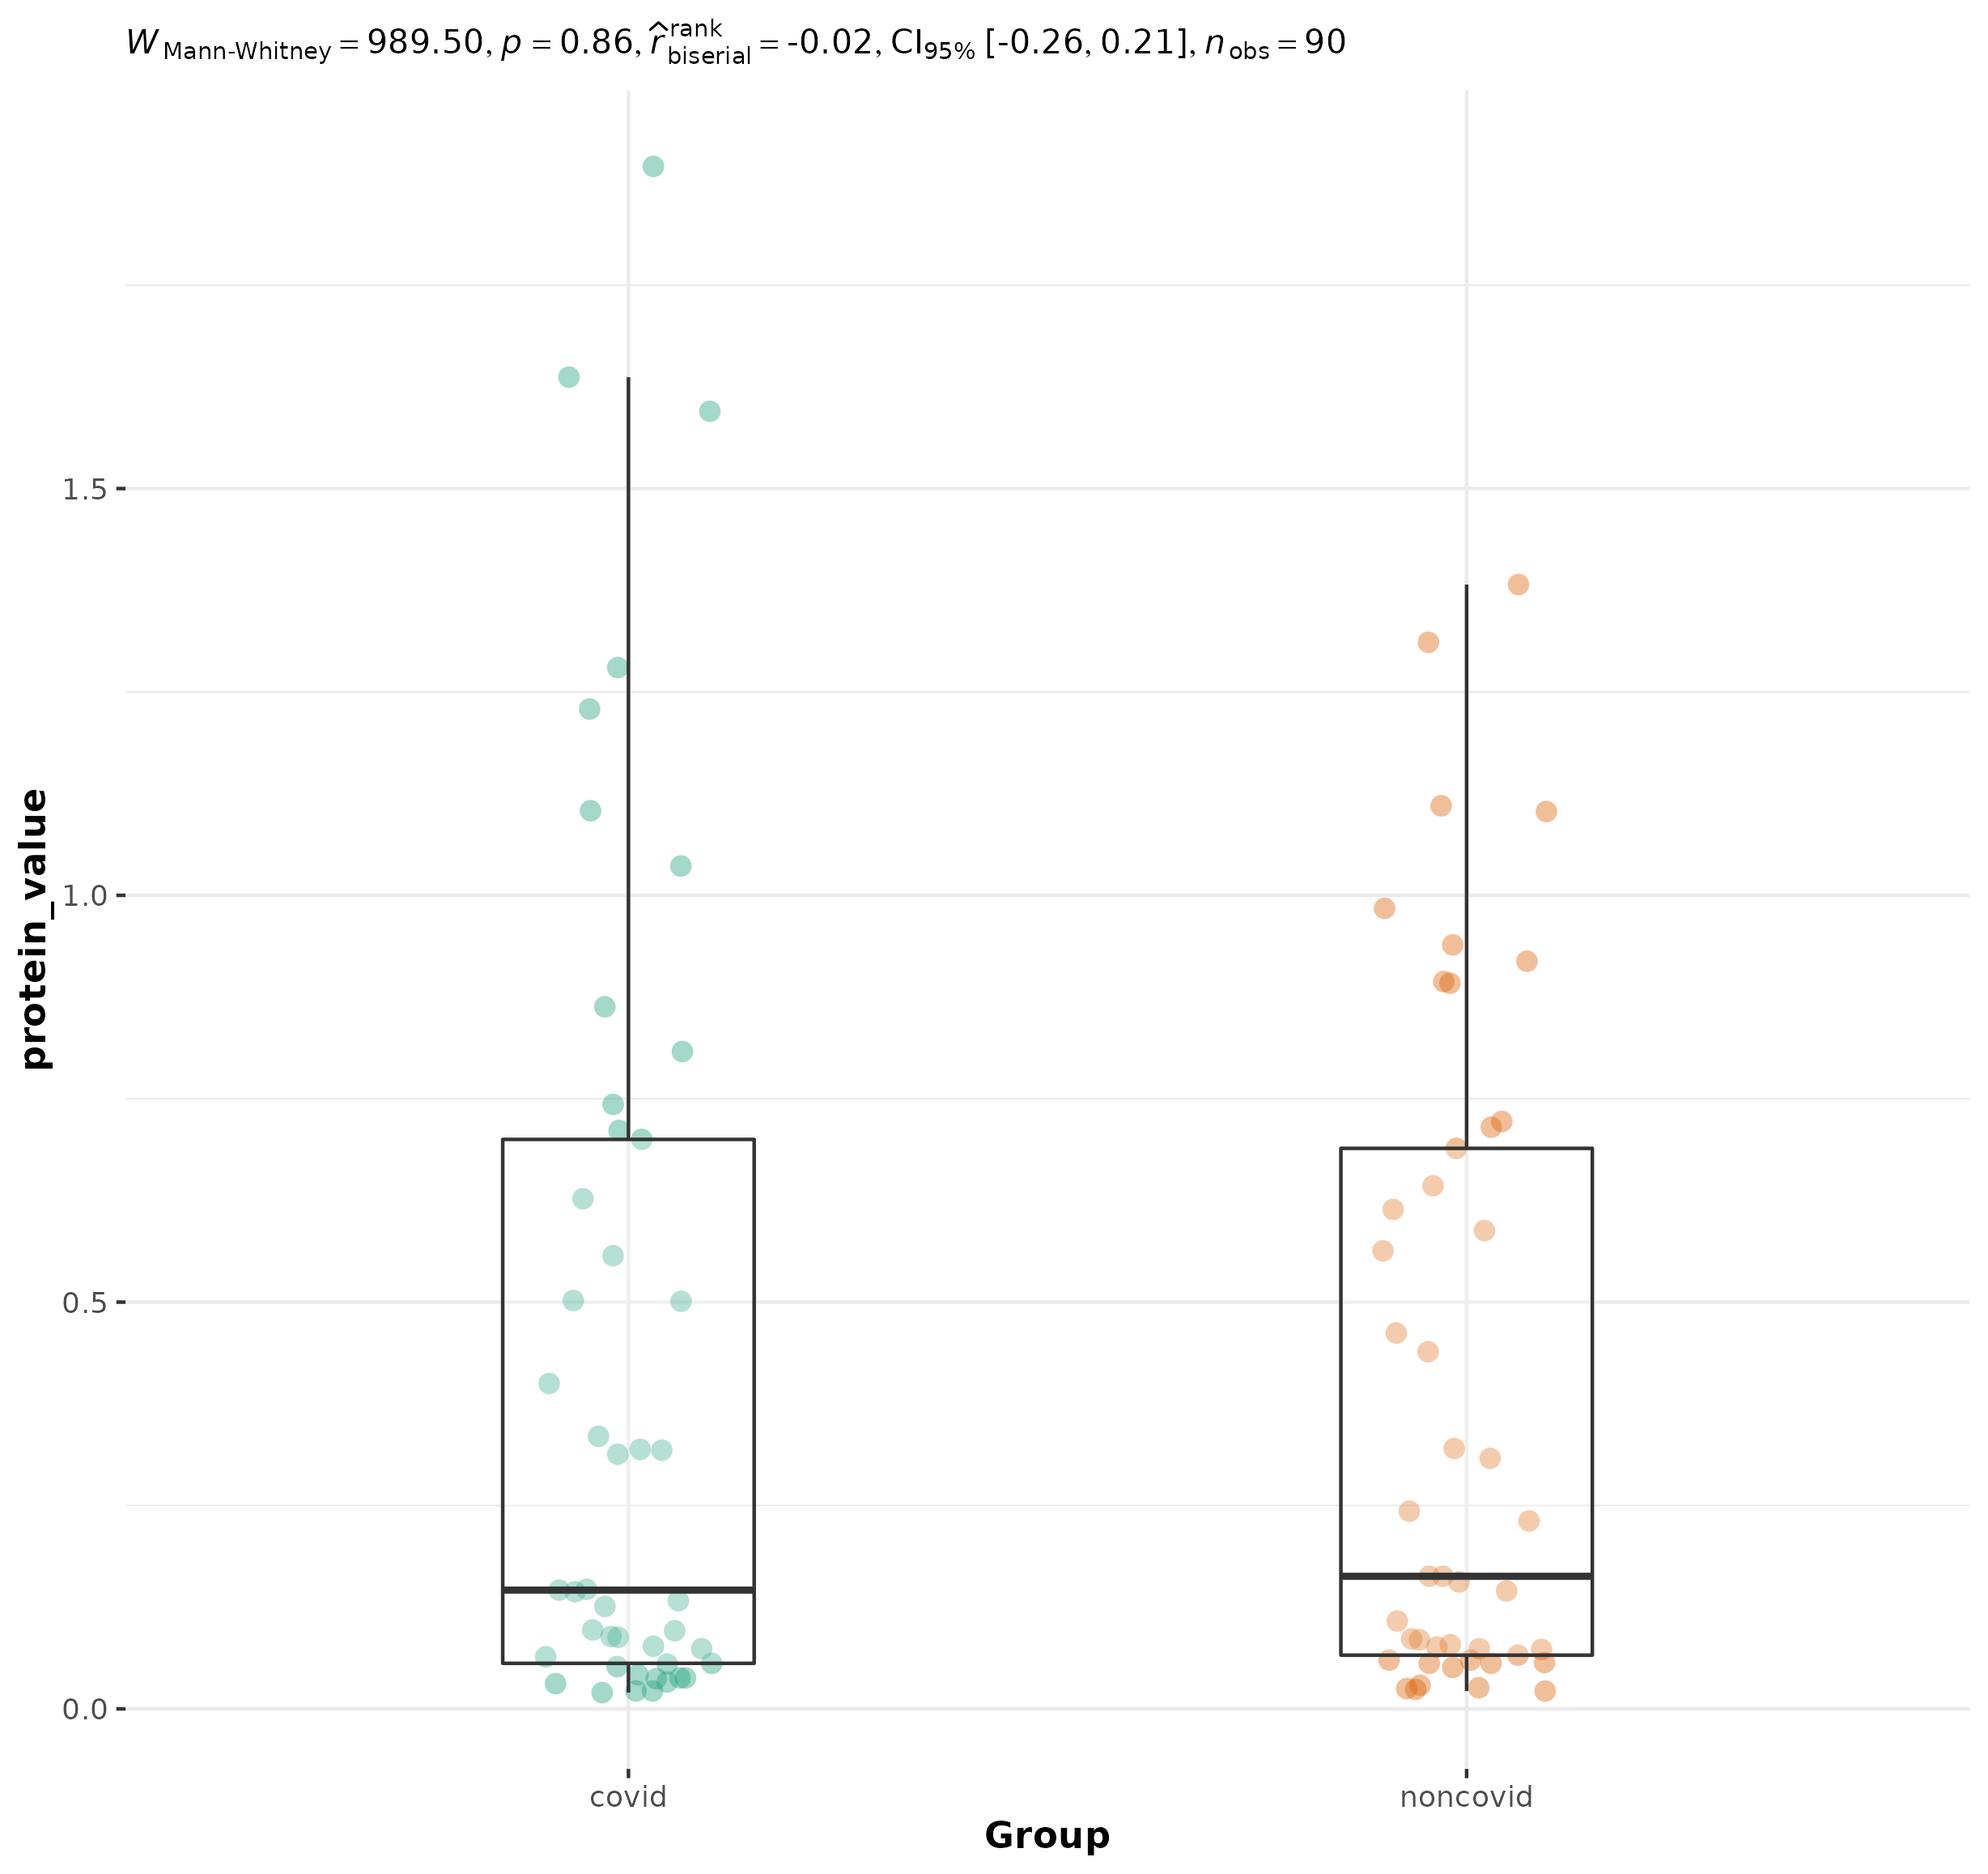 W Mann-Whitney = 989.50, p = 0.86, r̂ rank biserial = -0.02, CI95% [-0.26, 0.21], n obs = 90
protein_value
1.5
1.0
0.5
0.0
covid noncovid
Group